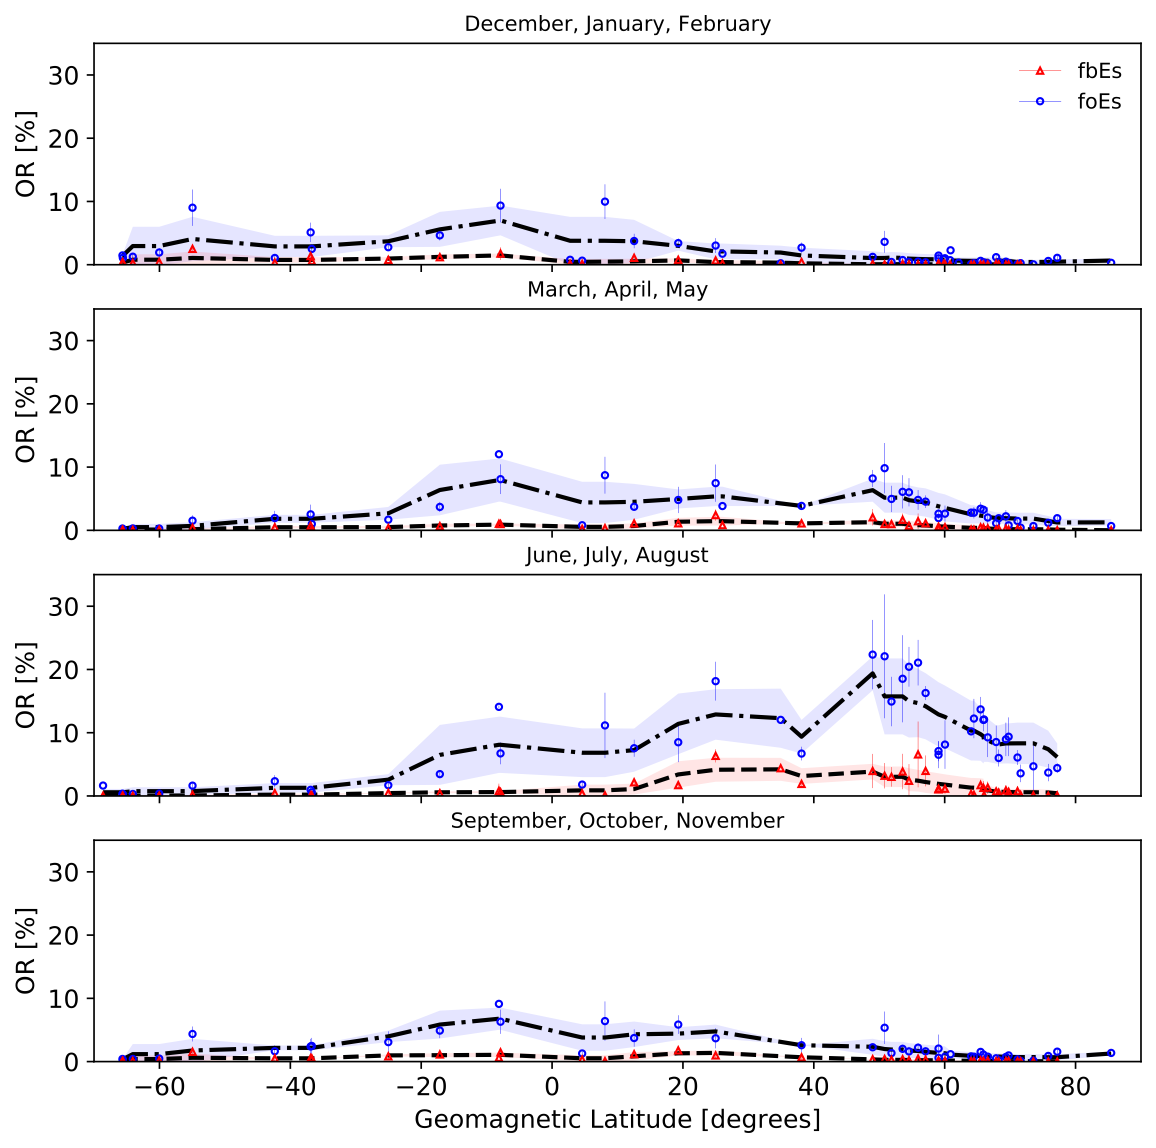 December, January, February
30
20
10
0
OR [%]
fbEs
foEs
March, April, May
30
20
10
0
OR [%]
June, July, August
30
20
10
0
OR [%]
September, October, November
30
20
10
0
OR [%]
−60 −40 −20 0 20 40 60 80
Geomagnetic Latitude [degrees]